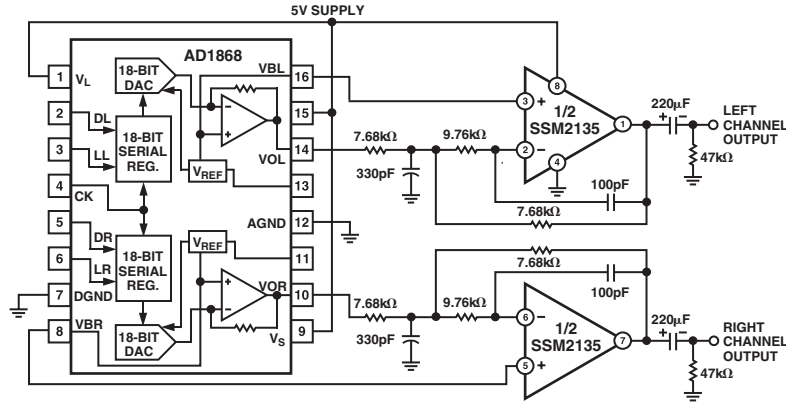 5V SUPPLY
AD1868
1
VL
18-BIT
DAC
VBL
16
8
2
DL
18-BIT
SERIAL
REG.
15
3
+
1/2
SSM2135
1
220μF
+ −
LEFT
CHANNEL
OUTPUT
3
LL
− +
VOL
14
7.68kΩ
9.76kΩ
2
−
4
47kΩ
4
CK
VREF
13
330pF
100pF
7.68kΩ
5
DR
AGND
12
6
LR
18-BIT
SERIAL
REG.
VREF
11
7.68kΩ
100pF
7
DGND
+ −
VOR
10
7.68kΩ
9.76kΩ
6
−
1/2
SSM2135
7
220μF
+ −
RIGHT
CHANNEL
OUTPUT
8
VBR
18-BIT
DAC
VS
9
330pF
5
+
47kΩ